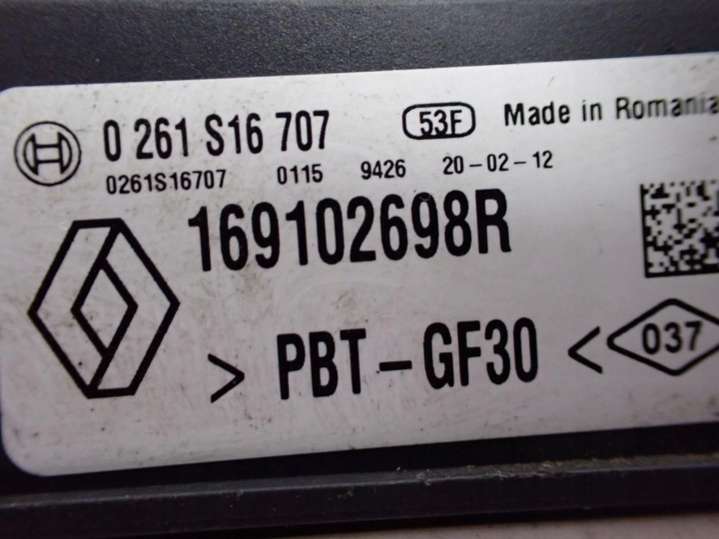 0 261 S16 707 53F Made in Romania
0261S16707 0115 9426 20-02-12
169102698R
> PBT-GF30 < 037